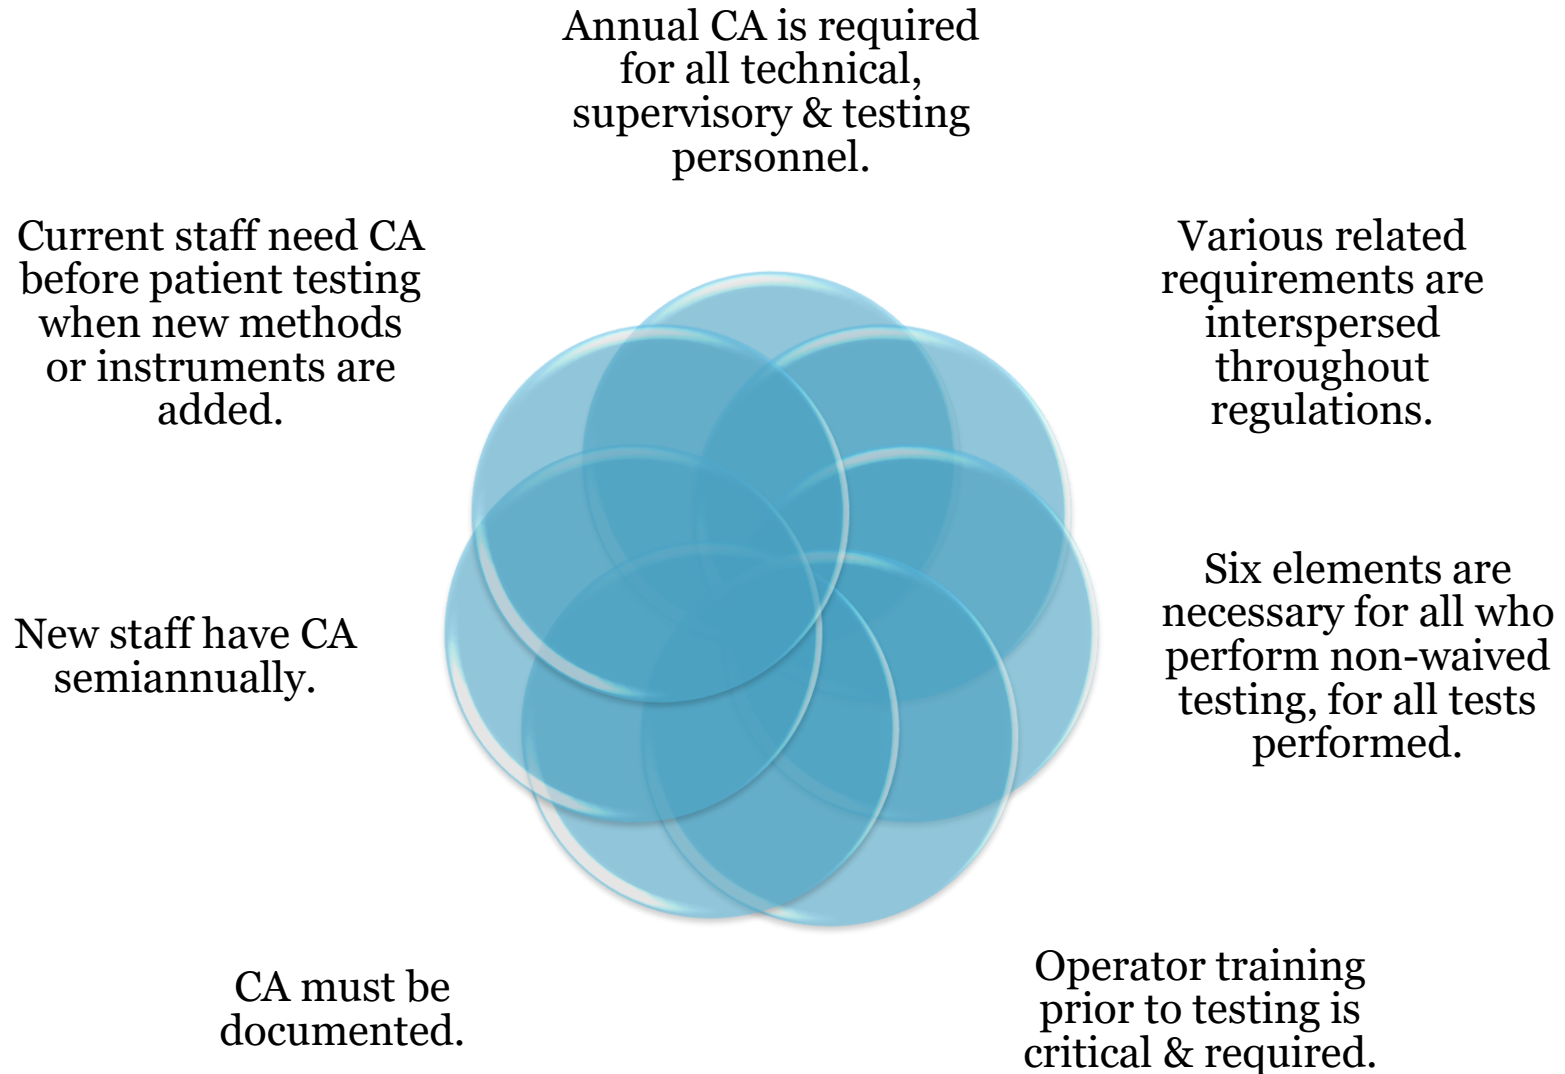 Annual CA is required
for all technical,
supervisory & testing
personnel.
Various related
requirements are
interspersed
throughout
regulations.
Six elements are
necessary for all who
perform non-waived
testing, for all tests
performed.
Operator training
prior to testing is
critical & required.
CA must be
documented.
New staff have CA
semiannually.
Current staff need CA
before patient testing
when new methods
or instruments are
added.